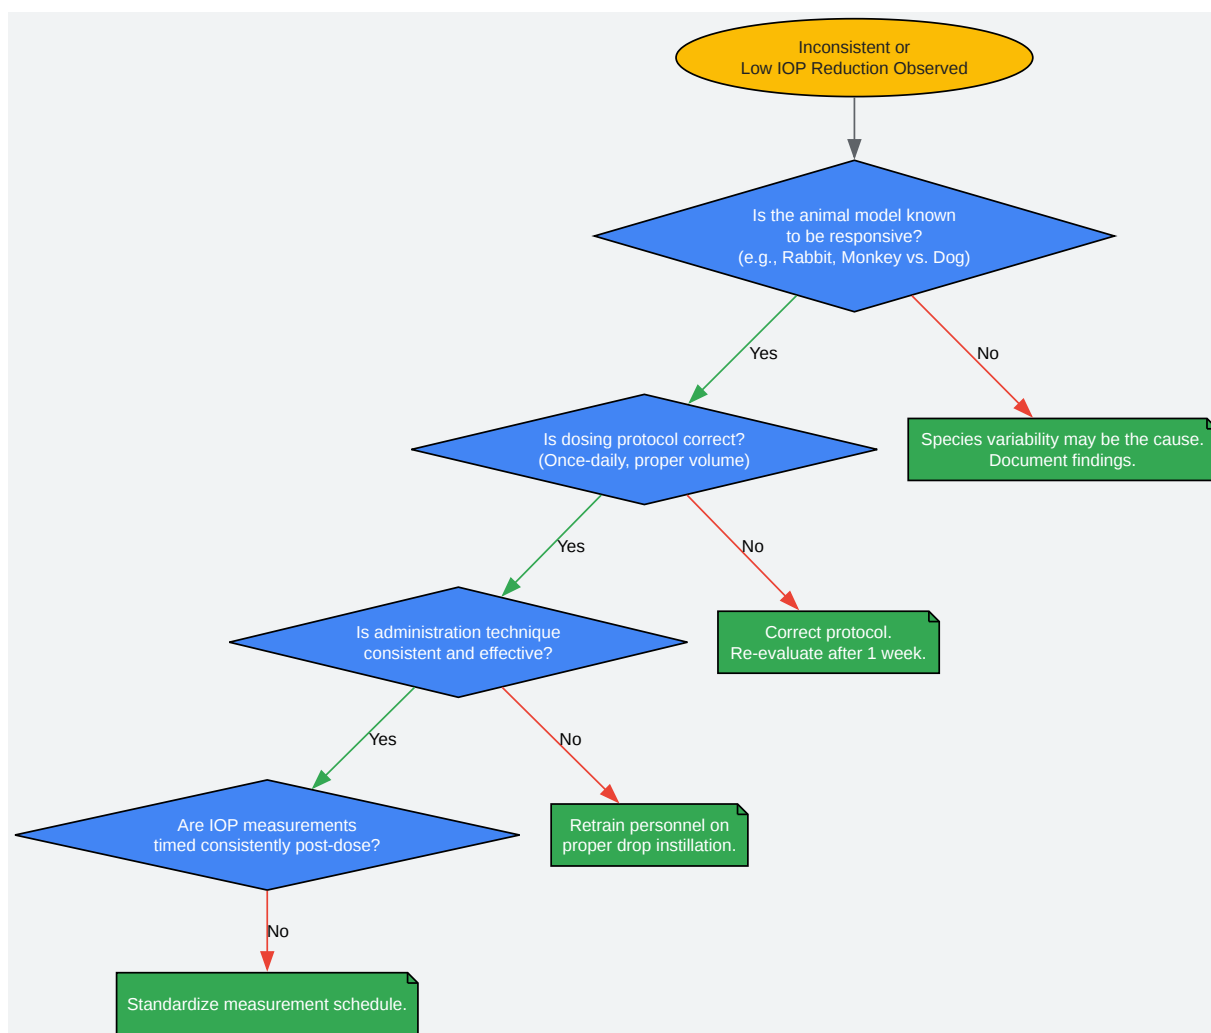 Inconsistent or
Low IOP Reduction Observed
Is the animal model known
to be responsive?
(e.g., Rabbit, Monkey vs. Dog)
Yes
No
Is dosing protocol correct?
(Once-daily, proper volume)
Species variability may be the cause.
Document findings.
Yes
No
Is administration technique
consistent and effective?
Correct protocol.
Re-evaluate after 1 week.
Yes
No
Are IOP measurements
timed consistently post-dose?
Retrain personnel on
proper drop instillation.
No
Standardize measurement schedule.